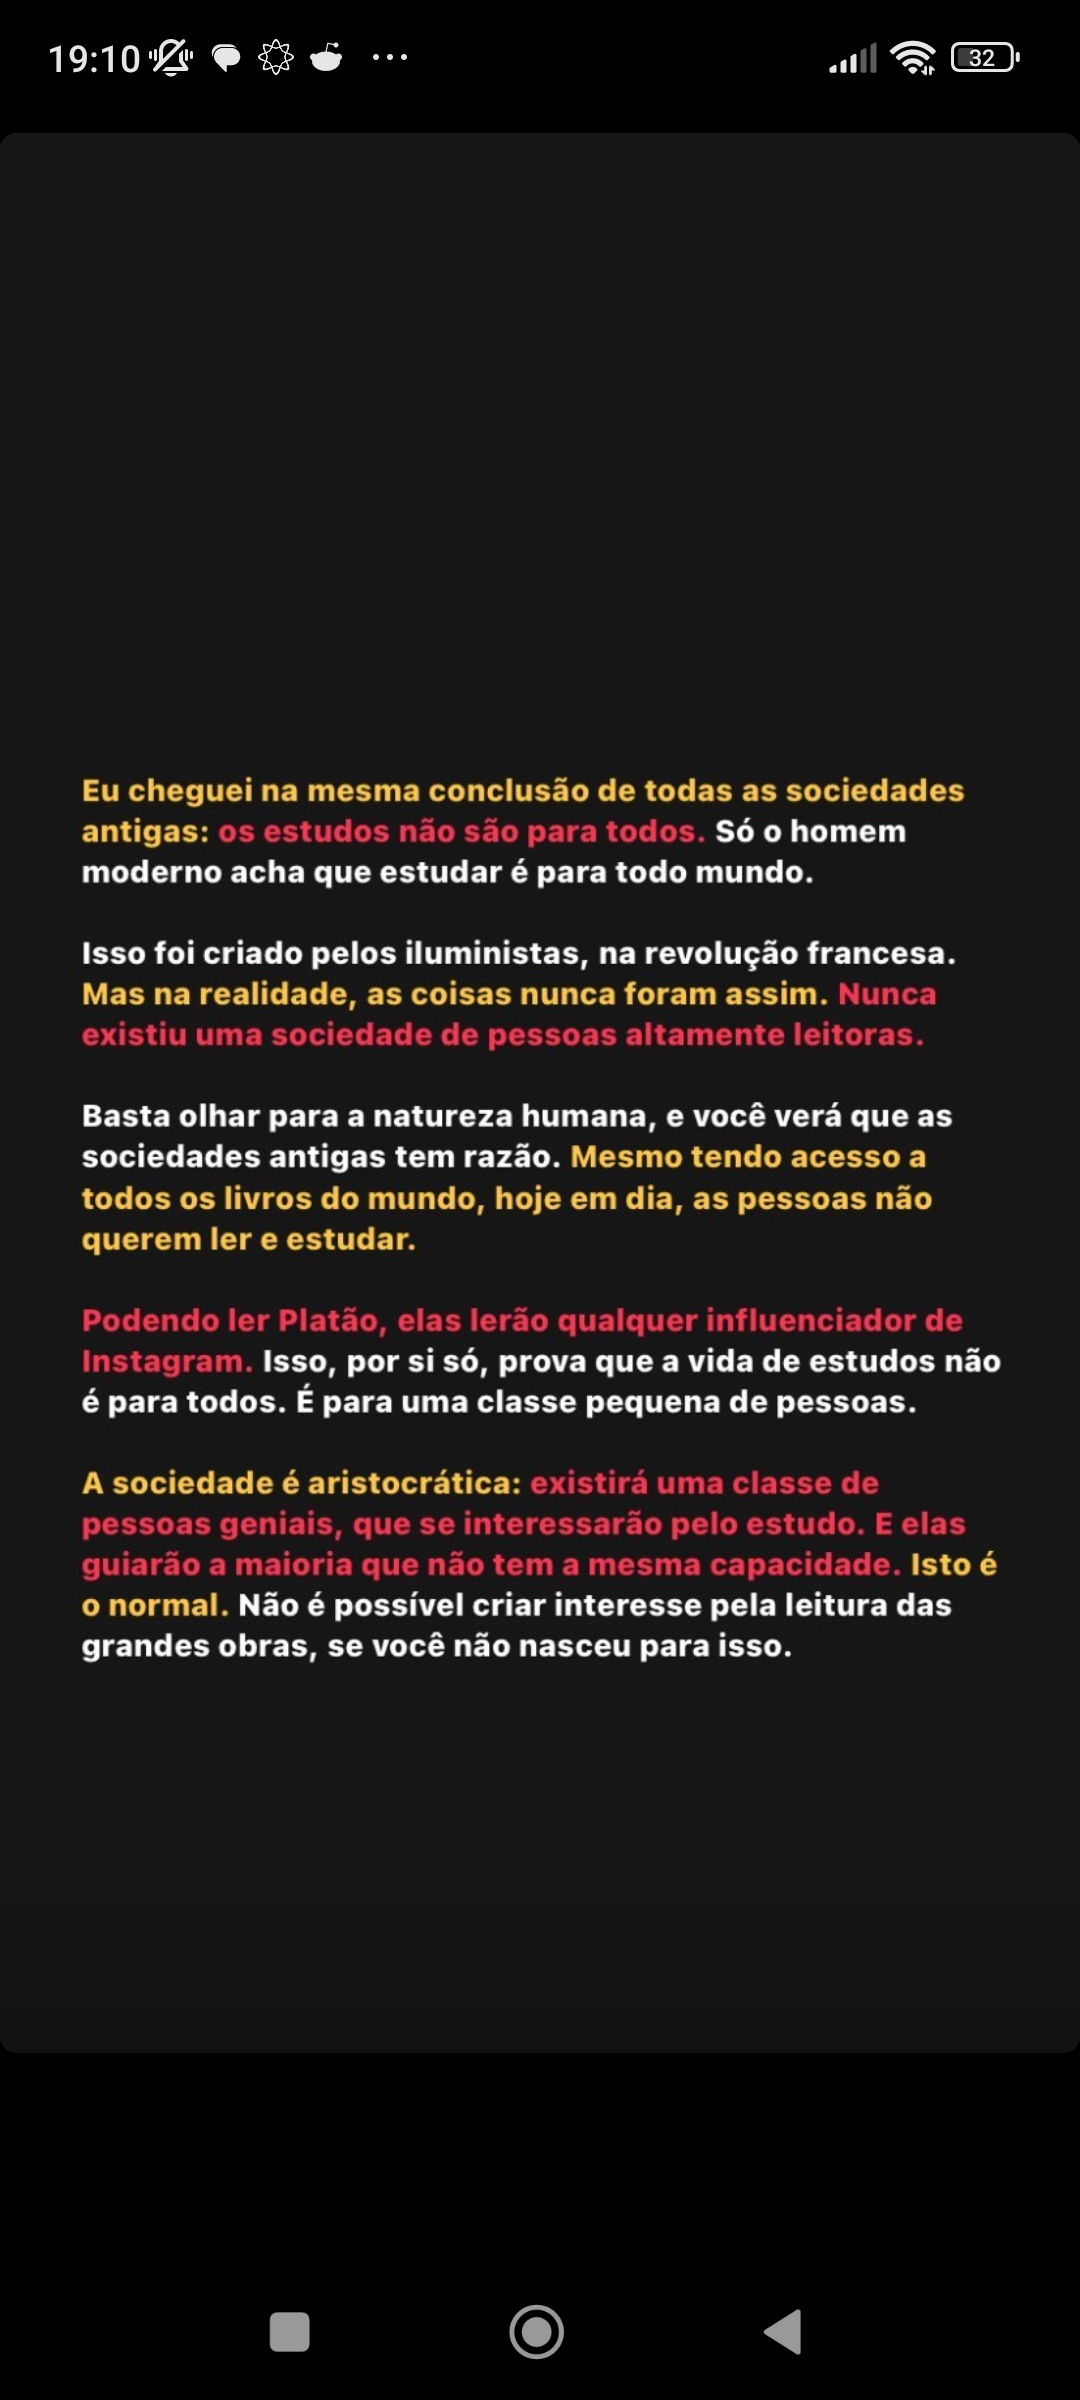 19:10
32
Eu cheguei na mesma conclusão de todas as sociedades
antigas: os estudos não são para todos. Só o homem
moderno acha que estudar é para todo mundo.
Isso foi criado pelos iluministas, na revolução francesa.
Mas na realidade, as coisas nunca foram assim. Nunca
existiu uma sociedade de pessoas altamente leitoras.
Basta olhar para a natureza humana, e você verá que as
sociedades antigas tem razão. Mesmo tendo acesso a
todos os livros do mundo, hoje em dia, as pessoas não
querem ler e estudar.
Podendo ler Platão, elas lerão qualquer influenciador de
Instagram. Isso, por si só, prova que a vida de estudos não
é para todos. É para uma classe pequena de pessoas.
A sociedade é aristocrática: existirá uma classe de
pessoas geniais, que se interessarão pelo estudo. E elas
guiarão a maioria que não tem a mesma capacidade. Isto é
o normal. Não é possível criar interesse pela leitura das
grandes obras, se você não nasceu para isso.